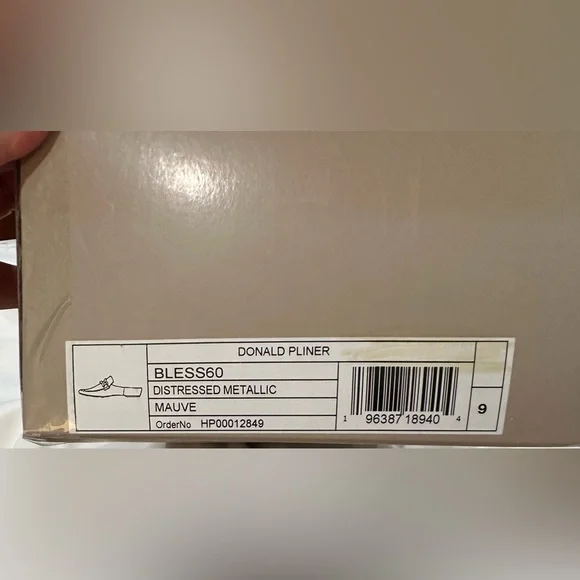 DONALD PLINER
BLESS60
DISTRESSED METALLIC
MAUVE
OrderNo HP00012849
1 96387 18940 4
9